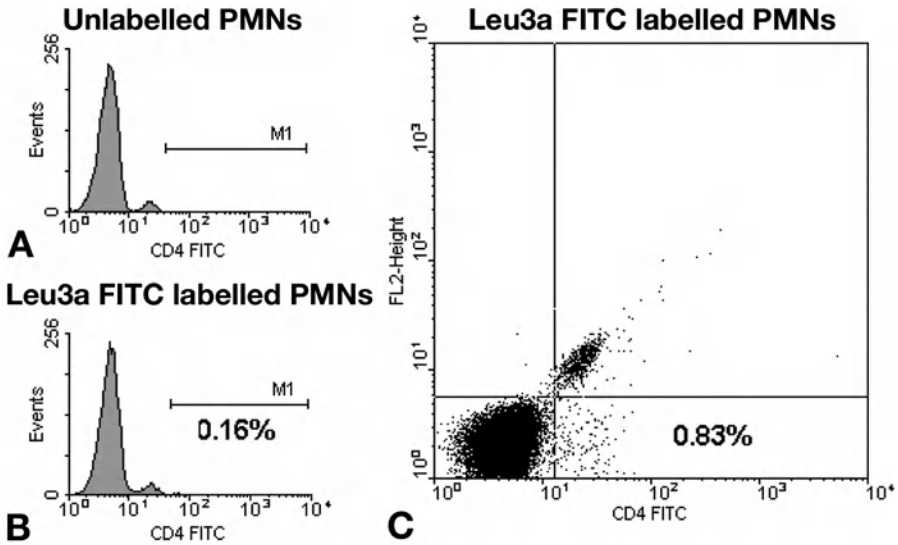 Unlabelled PMNs
256
Events
0
M1
10⁰ 10¹ 10² 10³ 10⁴
CD4 FITC
A
Leu3a FITC labelled PMNs
256
Events
0
M1
0.16%
10⁰ 10¹ 10² 10³ 10⁴
CD4 FITC
B
Leu3a FITC labelled PMNs
10⁴
10³
10²
10¹
10⁰
FL2-Height
0.83%
10⁰ 10¹ 10² 10³ 10⁴
CD4 FITC
C